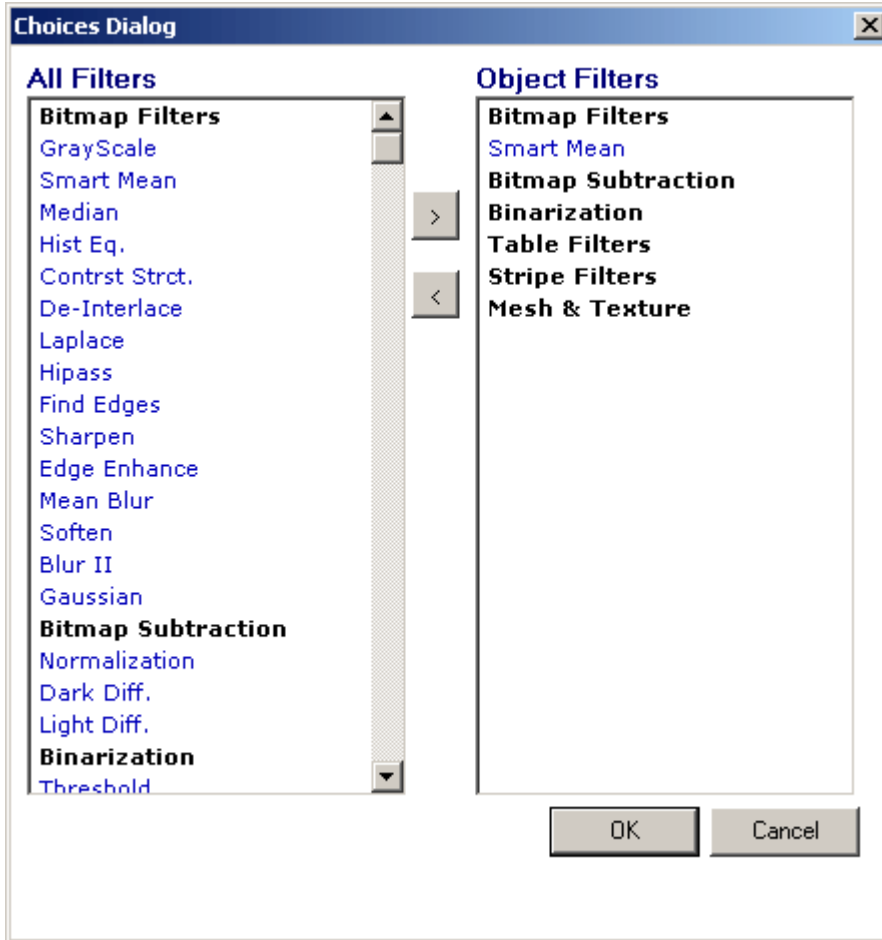 Choices Dialog
All Filters
Bitmap Filters
GrayScale
Smart Mean
Median
Hist Eq.
Contrst Strct.
De-Interlace
Laplace
Hipass
Find Edges
Sharpen
Edge Enhance
Mean Blur
Soften
Blur II
Gaussian
Bitmap Subtraction
Normalization
Dark Diff.
Light Diff.
Binarization
Threshold
>
<
Object Filters
Bitmap Filters
Smart Mean
Bitmap Subtraction
Binarization
Table Filters
Stripe Filters
Mesh & Texture
OK
Cancel